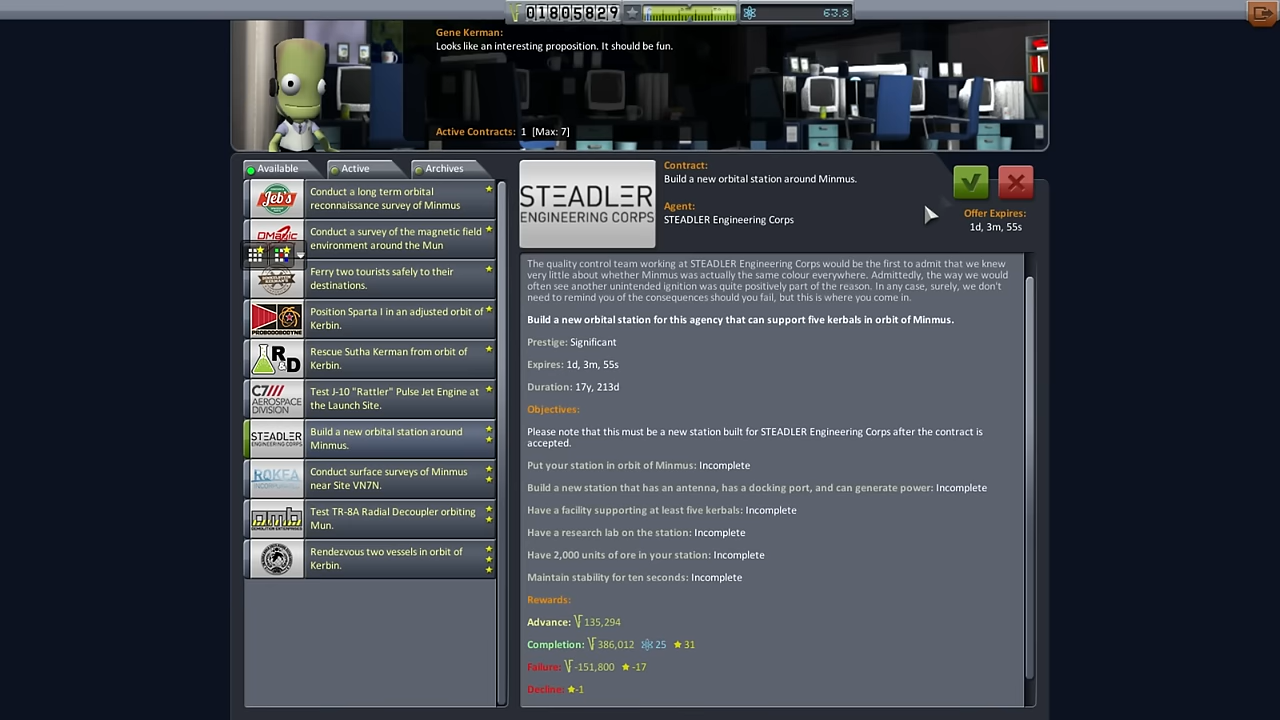 01805829
63.8
Gene Kerman:
Looks like an interesting proposition. It should be fun.
Active Contracts: 1 [Max: 7]
Available
Active
Archives
Jeb's
Conduct a long term orbital
reconnaissance survey of Minmus
DMagic
Conduct a survey of the magnetic field
environment around the Mun
Ferry two tourists safely to their
destinations.
PROBODOBODYNE
Position Sparta I in an adjusted orbit of
Kerbin.
R&D
Rescue Sutha Kerman from orbit of
Kerbin.
C7///
AEROSPACE
DIVISION
Test J-10 "Rattler" Pulse Jet Engine at
the Launch Site.
STEADLER
ENGINEERING CORPS
Build a new orbital station around
Minmus.
ROKEA
INCORPORATED
Conduct surface surveys of Minmus
near Site VN7N.
Test TR-8A Radial Decoupler orbiting
Mun.
Rendezvous two vessels in orbit of
Kerbin.
STEADLER
ENGINEERING CORPS
Contract:
Build a new orbital station around Minmus.
Agent:
STEADLER Engineering Corps
Offer Expires:
1d, 3m, 55s
The quality control team working at STEADLER Engineering Corps would be the first to admit that we knew
very little about whether Minmus was actually the same colour everywhere. Admittedly, the way we would
often see another unintended ignition was quite positively part of the reason. In any case, surely, we don't
need to remind you of the consequences should you fail, but this is where you come in.
Build a new orbital station for this agency that can support five kerbals in orbit of Minmus.
Prestige: Significant
Expires: 1d, 3m, 55s
Duration: 17y, 213d
Objectives:
Please note that this must be a new station built for STEADLER Engineering Corps after the contract is
accepted.
Put your station in orbit of Minmus: Incomplete
Build a new station that has an antenna, has a docking port, and can generate power: Incomplete
Have a facility supporting at least five kerbals: Incomplete
Have a research lab on the station: Incomplete
Have 2,000 units of ore in your station: Incomplete
Maintain stability for ten seconds: Incomplete
Rewards:
Advance: 135,294
Completion: 386,012 25 31
Failure: -151,800 -17
Decline: -1